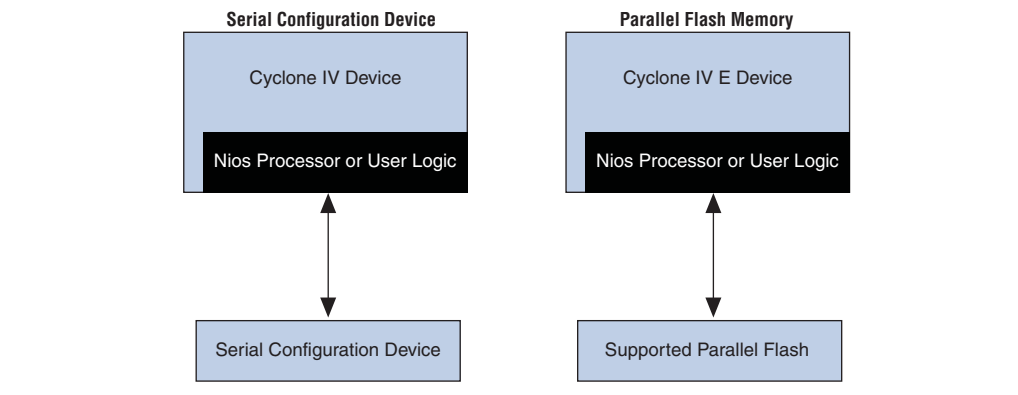 Serial Configuration Device
Parallel Flash Memory
Cyclone IV Device
Cyclone IV E Device
Nios Processor or User Logic
Nios Processor or User Logic
Serial Configuration Device
Supported Parallel Flash